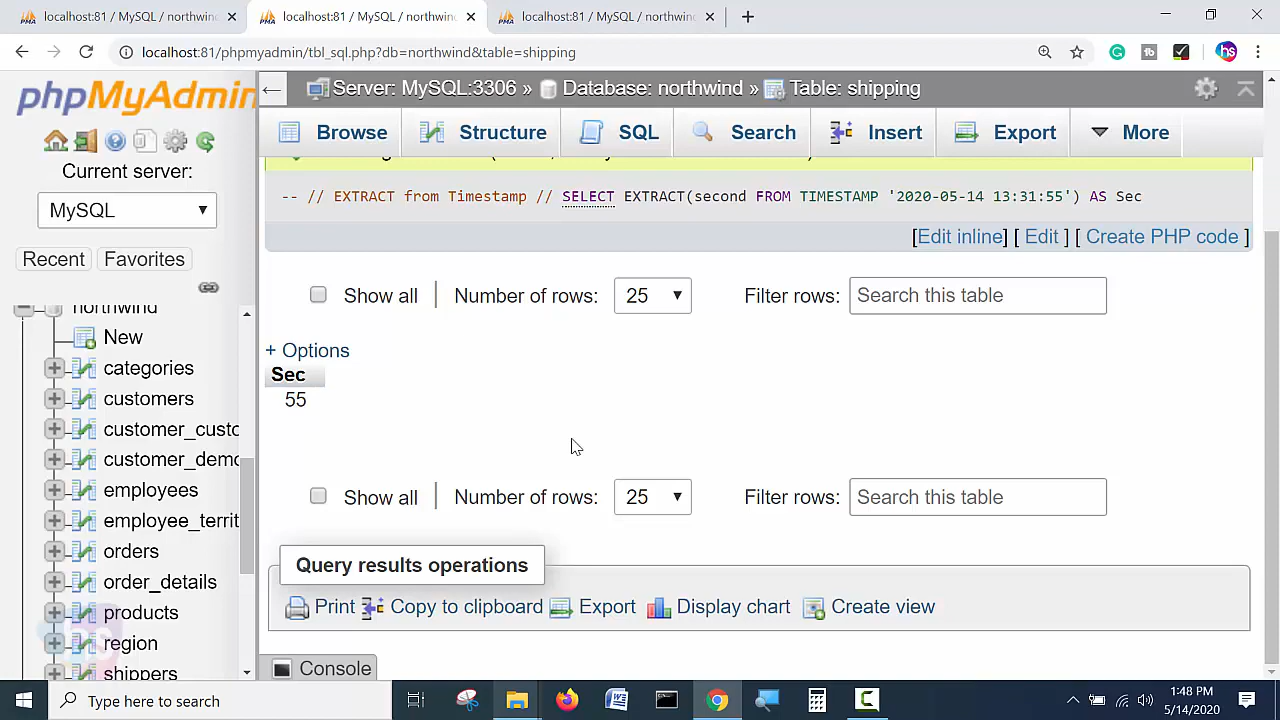 localhost:81 / MySQL / northwin
localhost:81 / MySQL / northwind
localhost:81 / MySQL / northwin
localhost:81/phpmyadmin/tbl_sql.php?db=northwind&table=shipping
phpMyAdmin
Server: MySQL:3306 » Database: northwind » Table: shipping
Browse Structure SQL Search Insert Export More
Current server:
MySQL
-- // EXTRACT from Timestamp // SELECT EXTRACT(second FROM TIMESTAMP '2020-05-14 13:31:55') AS Sec
[Edit inline] [ Edit ] [ Create PHP code ]
Recent Favorites
northwind
New
categories
customers
customer_custo
customer_demo
employees
employee_territ
orders
order_details
products
region
shippers
Show all Number of rows: 25 Filter rows: Search this table
+ Options
Sec
55
Show all Number of rows: 25 Filter rows: Search this table
Query results operations
Print Copy to clipboard Export Display chart Create view
Console
Type here to search
1:48 PM
5/14/2020